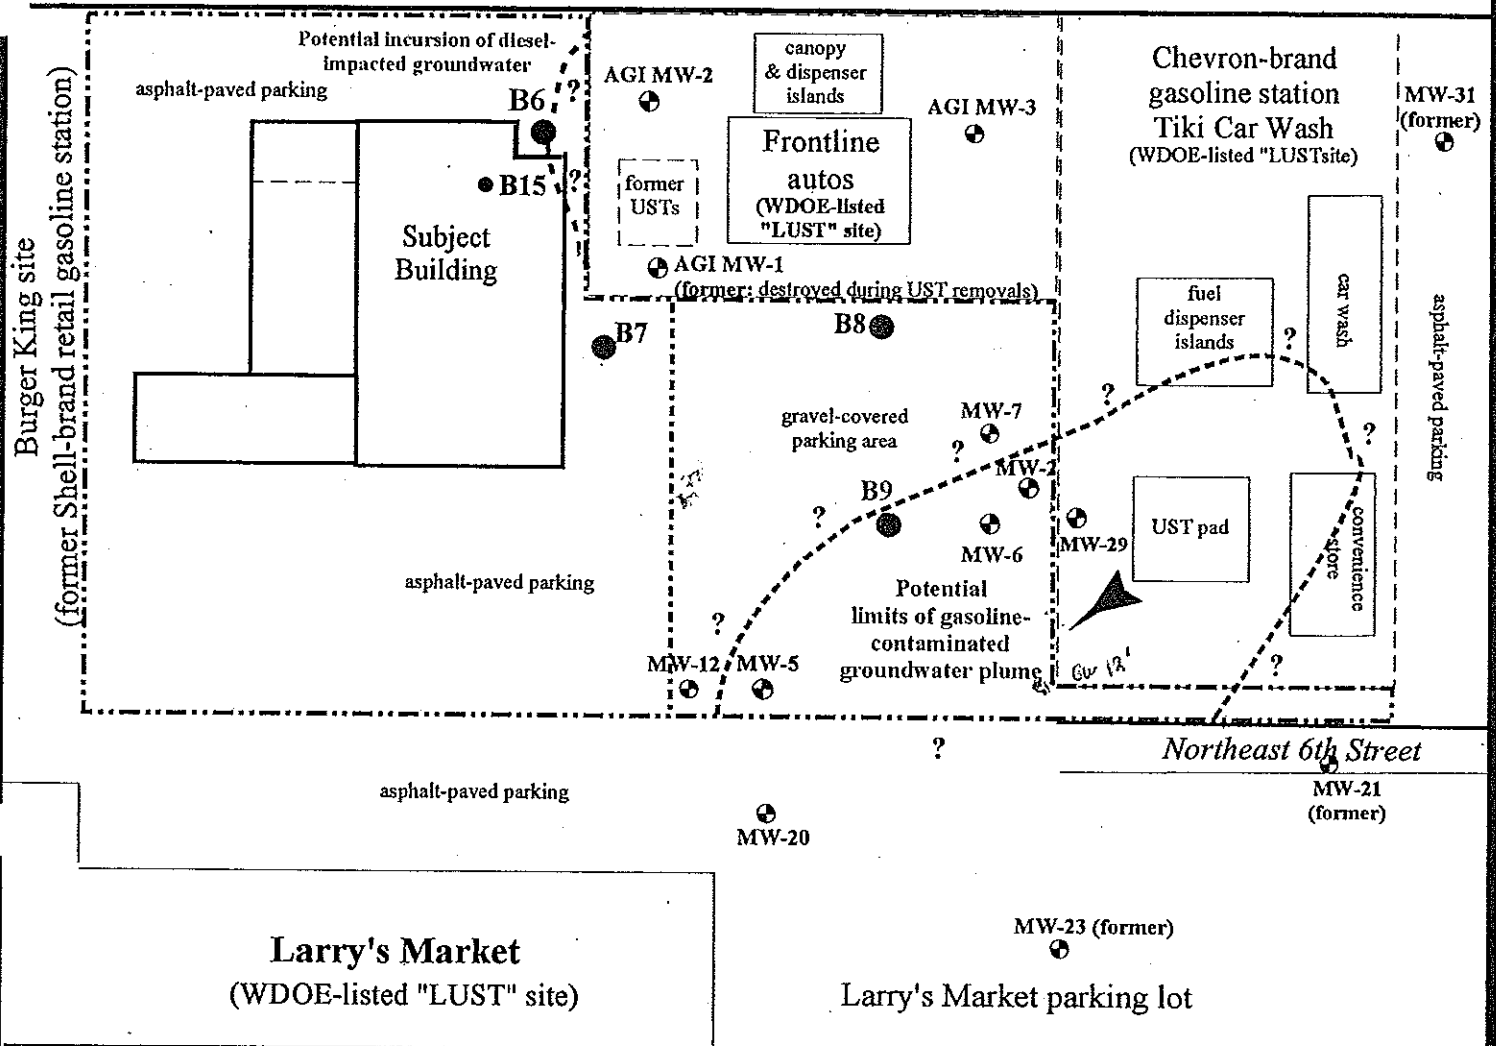 Potential incursion of diesel-
impacted groundwater
asphalt-paved parking
B6
?
?
B15
Subject
Building
Burger King site
(former Shell-brand retail gasoline station)
AGI MW-2
canopy
& dispenser
islands
AGI MW-3
Frontline
autos
(WDOE-listed
"LUST" site)
former
USTs
AGI MW-1
(former: destroyed during UST removals)
Chevron-brand
gasoline station
Tiki Car Wash
(WDOE-listed "LUSTsite)
MW-31
(former)
fuel
dispenser
islands
car wash
asphalt-paved parking
?
?
?
B7
B8
gravel-covered
parking area
MW-7
?
MW-2
B9
?
MW-6
MW-29
UST pad
convenience
store
asphalt-paved parking
Potential
limits of gasoline-
contaminated
groundwater plume
GW 12'
?
?
MW-12
MW-5
?
Northeast 6th Street
asphalt-paved parking
MW-20
MW-21
(former)
Larry's Market
(WDOE-listed "LUST" site)
MW-23 (former)
Larry's Market parking lot